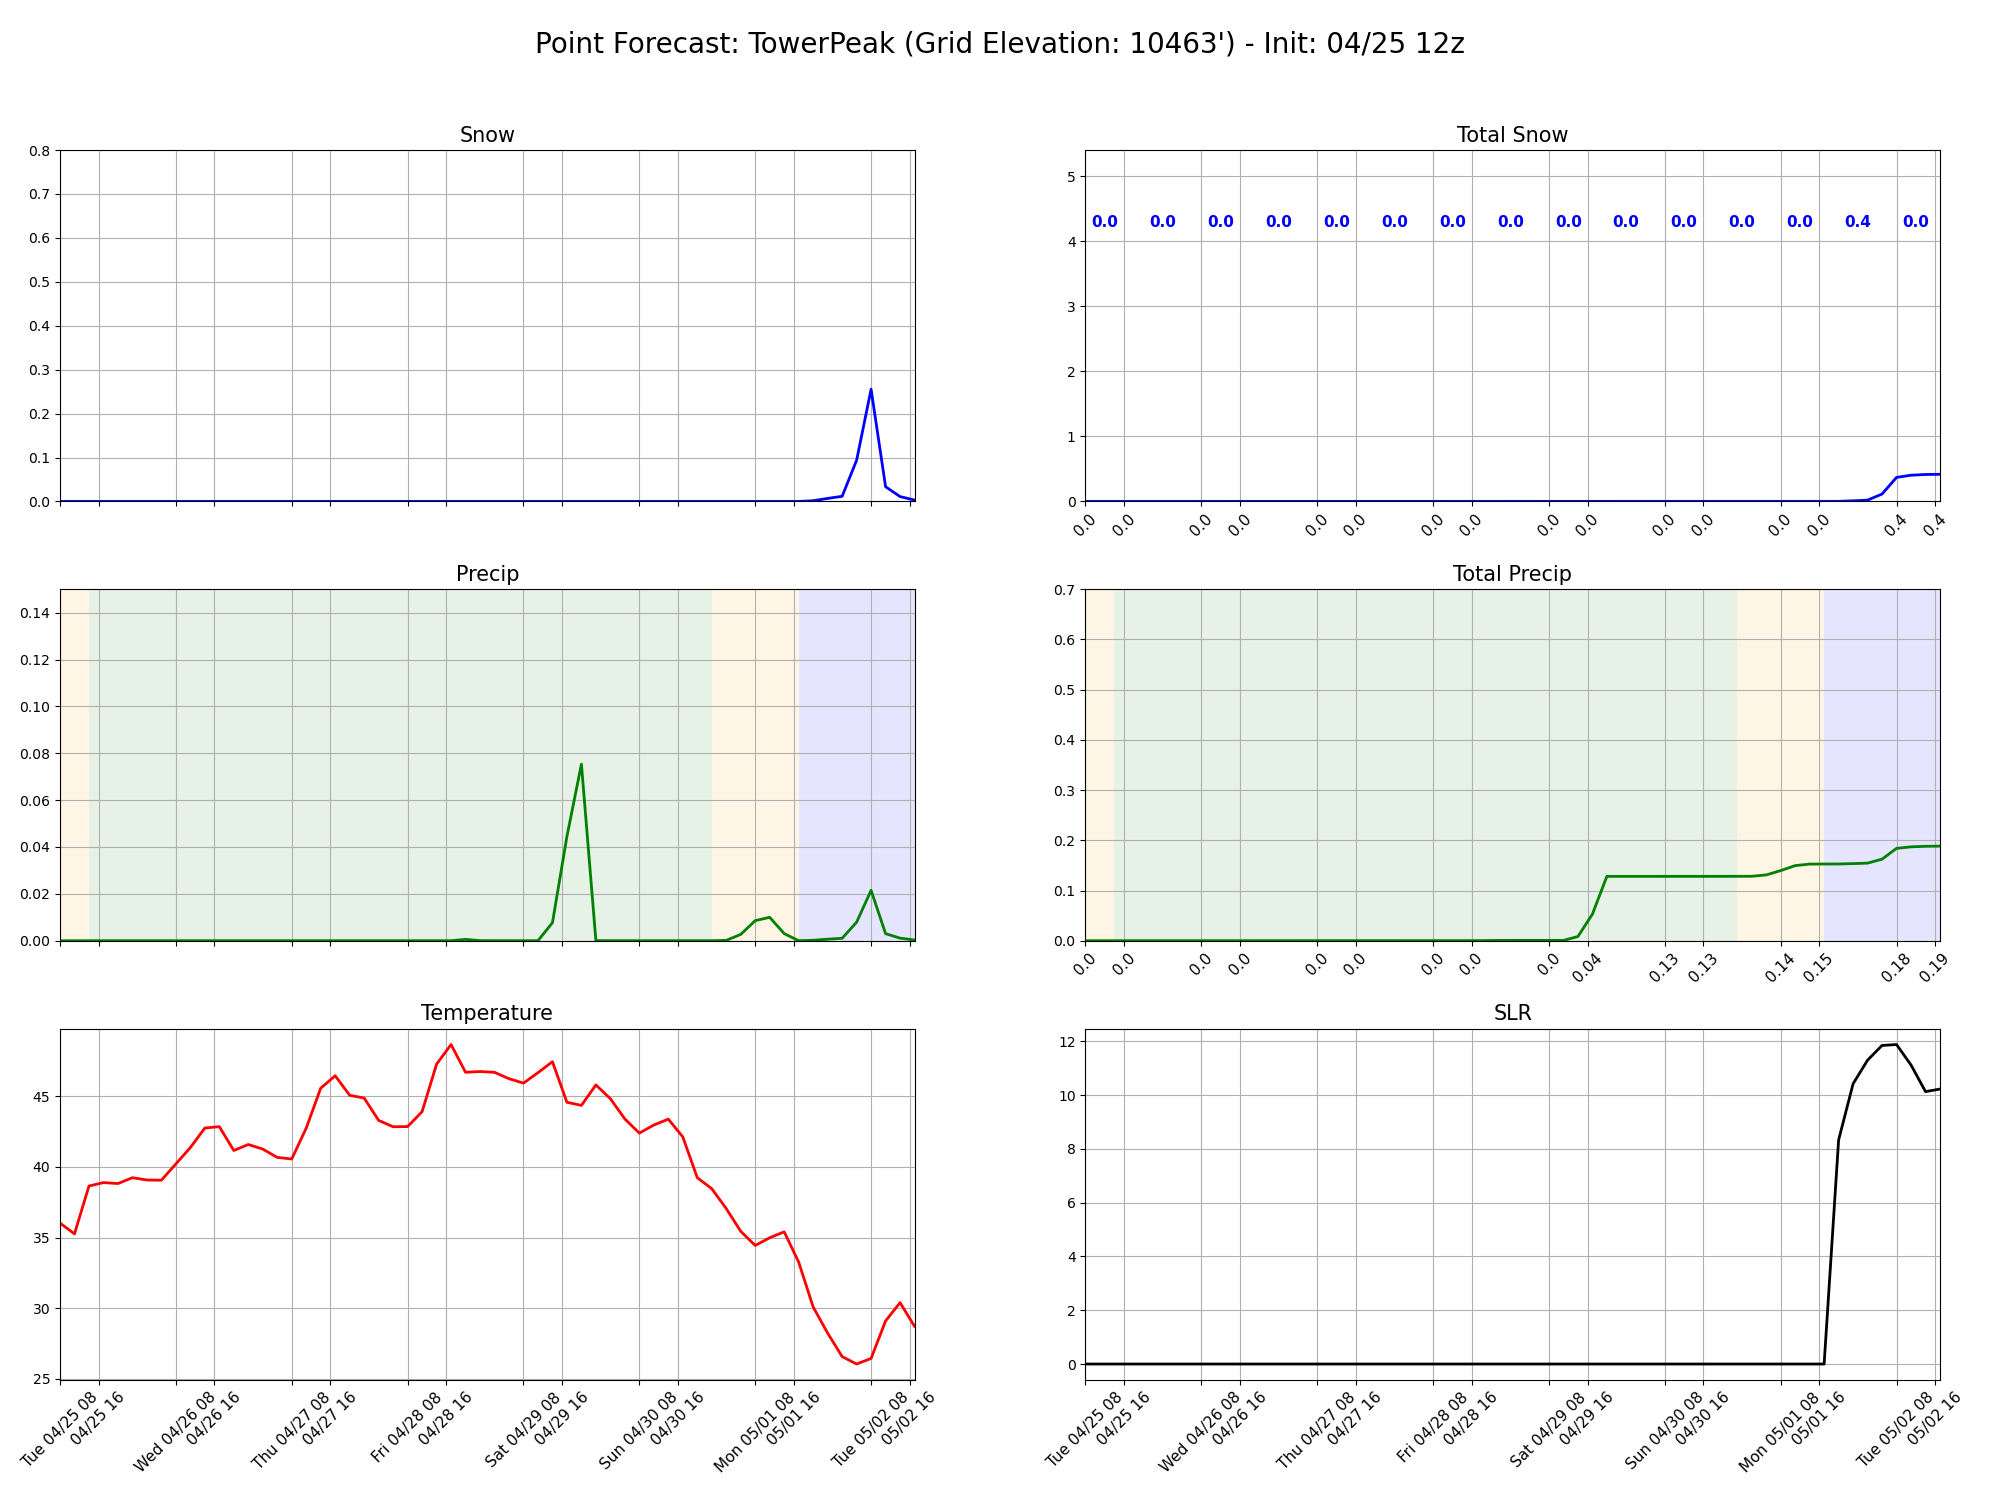 Point Forecast: TowerPeak (Grid Elevation: 10463') - Init: 04/25 12z
Snow
0.8
0.7
0.6
0.5
0.4
0.3
0.2
0.1
0.0
Total Snow
5
4
3
2
1
0
0.0 0.0 0.0 0.0 0.0 0.0 0.0 0.0 0.0 0.0 0.0 0.0 0.0 0.4 0.0
0.0 0.0 0.0 0.0 0.0 0.0 0.0 0.0 0.0 0.0 0.0 0.0 0.0 0.0 0.4 0.4
Precip
0.14
0.12
0.10
0.08
0.06
0.04
0.02
0.00
Total Precip
0.7
0.6
0.5
0.4
0.3
0.2
0.1
0.0
0.0 0.0 0.0 0.0 0.0 0.0 0.0 0.0 0.0 0.04 0.13 0.13 0.14 0.15 0.18 0.19
Temperature
45
40
35
30
25
Tue 04/25 08
04/25 16
Wed 04/26 08
04/26 16
Thu 04/27 08
04/27 16
Fri 04/28 08
04/28 16
Sat 04/29 08
04/29 16
Sun 04/30 08
04/30 16
Mon 05/01 08
05/01 16
Tue 05/02 08
05/02 16
SLR
12
10
8
6
4
2
0
Tue 04/25 08
04/25 16
Wed 04/26 08
04/26 16
Thu 04/27 08
04/27 16
Fri 04/28 08
04/28 16
Sat 04/29 08
04/29 16
Sun 04/30 08
04/30 16
Mon 05/01 08
05/01 16
Tue 05/02 08
05/02 16